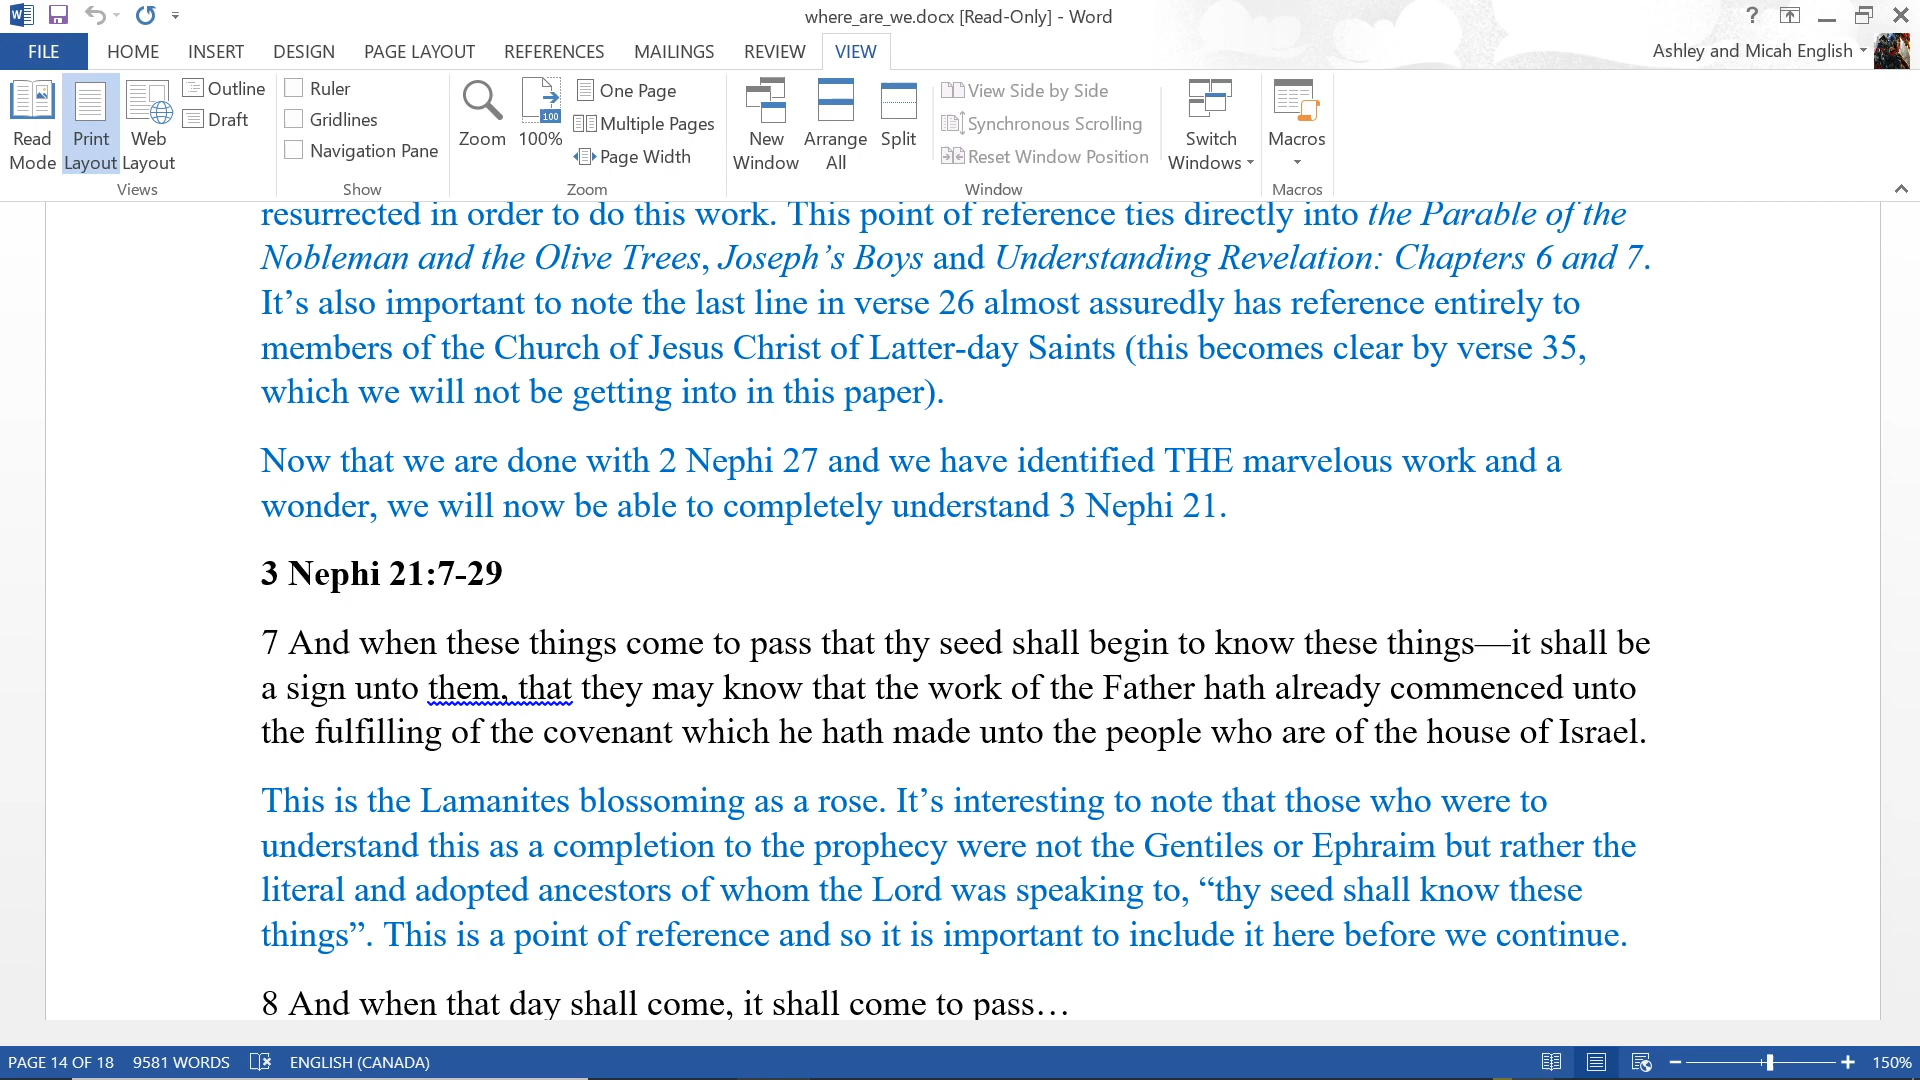 where_are_we.docx [Read-Only] - Word
FILE HOME INSERT DESIGN PAGE LAYOUT REFERENCES MAILINGS REVIEW VIEW Ashley and Micah English
Read Mode
Print Layout
Web Layout
Outline
Draft
Views
Ruler
Gridlines
Navigation Pane
Show
Zoom
100
100%
One Page
Multiple Pages
Page Width
Zoom
New Window
Arrange All
Split
View Side by Side
Synchronous Scrolling
Reset Window Position
Switch Windows
Window
Macros
Macros
resurrected in order to do this work. This point of reference ties directly into the Parable of the
Nobleman and the Olive Trees, Joseph’s Boys and Understanding Revelation: Chapters 6 and 7.
It’s also important to note the last line in verse 26 almost assuredly has reference entirely to
members of the Church of Jesus Christ of Latter-day Saints (this becomes clear by verse 35,
which we will not be getting into in this paper).
Now that we are done with 2 Nephi 27 and we have identified THE marvelous work and a
wonder, we will now be able to completely understand 3 Nephi 21.
3 Nephi 21:7-29
7 And when these things come to pass that thy seed shall begin to know these things—it shall be
a sign unto them, that they may know that the work of the Father hath already commenced unto
the fulfilling of the covenant which he hath made unto the people who are of the house of Israel.
This is the Lamanites blossoming as a rose. It’s interesting to note that those who were to
understand this as a completion to the prophecy were not the Gentiles or Ephraim but rather the
literal and adopted ancestors of whom the Lord was speaking to, “thy seed shall know these
things”. This is a point of reference and so it is important to include it here before we continue.
8 And when that day shall come, it shall come to pass…
PAGE 14 OF 18 9581 WORDS ENGLISH (CANADA) 150%